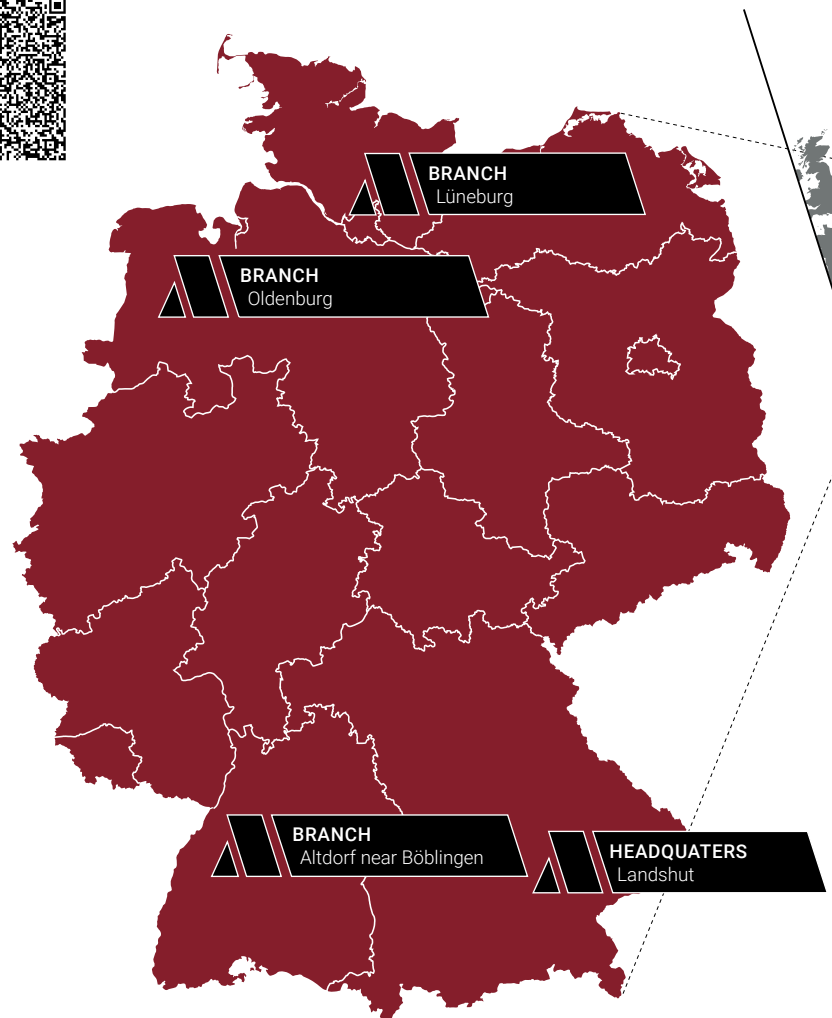 BRANCH
Lüneburg
BRANCH
Oldenburg
BRANCH
Altdorf near Böblingen
HEADQUATERS
Landshut